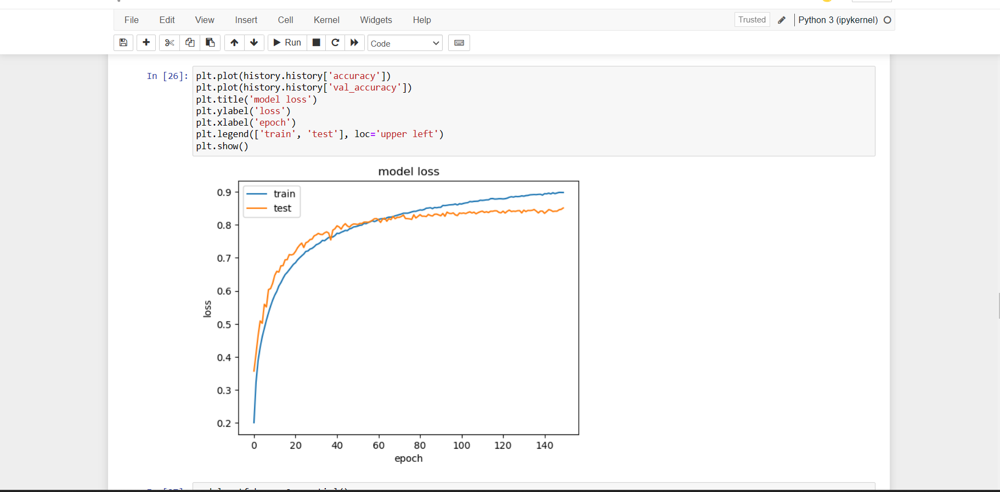 File Edit View Insert Cell Kernel Widgets Help Trusted Python 3 (ipykernel)
Run Code
In [26]: plt.plot(history.history['accuracy'])
plt.plot(history.history['val_accuracy'])
plt.title('model loss')
plt.ylabel('loss')
plt.xlabel('epoch')
plt.legend(['train', 'test'], loc='upper left')
plt.show()
model loss
train
test
0.9
0.8
0.7
0.6
0.5
0.4
0.3
0.2
loss
0 20 40 60 80 100 120 140
epoch